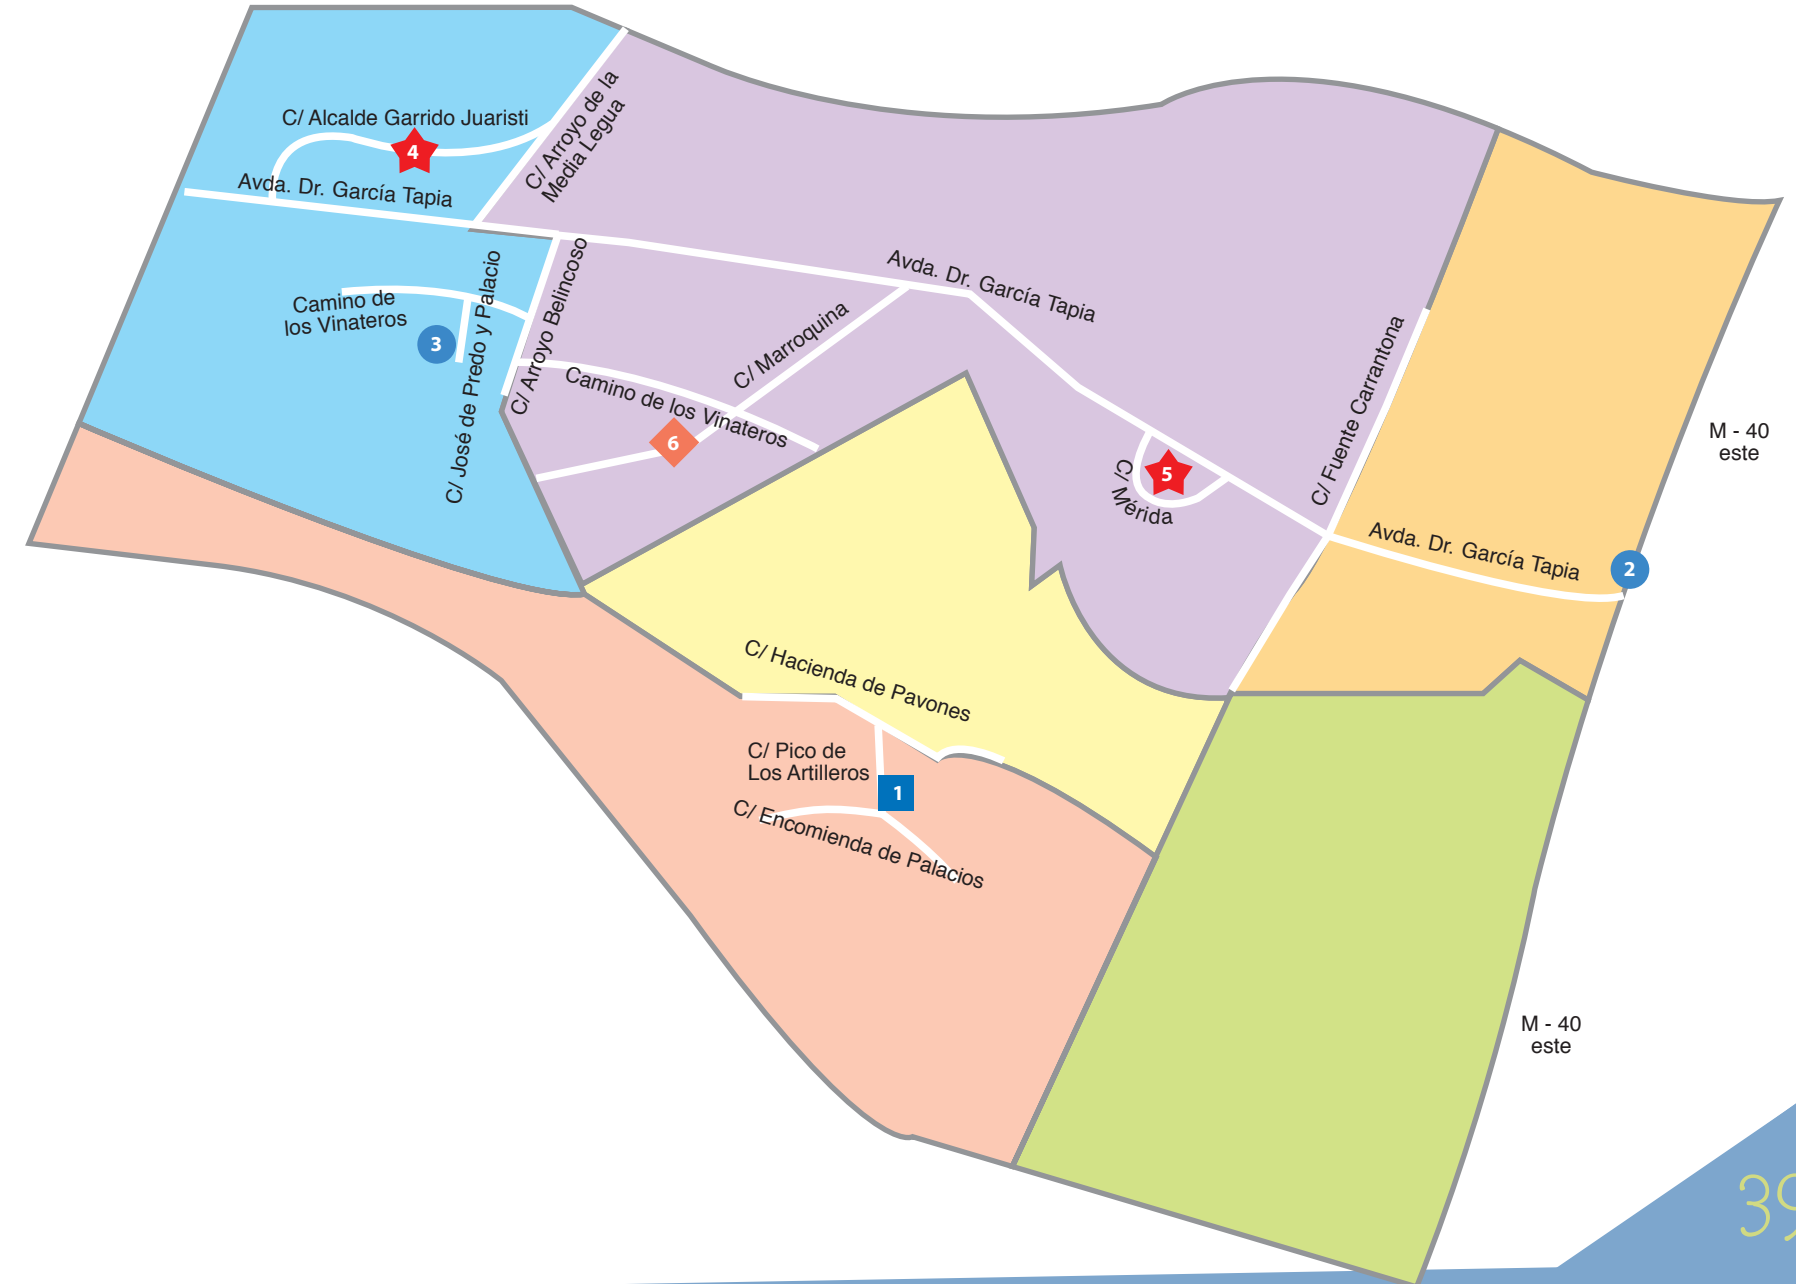 C/ Alcalde Garrido Juaristi
4
C/ Arroyo de la
Media Legua
Avda. Dr. García Tapia
Camino de
los Vinateros
3
C/ José de Predo y Palacio
C/ Arroyo Belincoso
Avda. Dr. García Tapia
C/ Marroquina
Camino de los Vinateros
6
C/ Mérida
5
C/ Fuente Carrantona
M - 40
este
Avda. Dr. García Tapia
2
C/ Hacienda de Pavones
C/ Pico de
Los Artilleros
1
C/ Encomienda de Palacios
M - 40
este
39